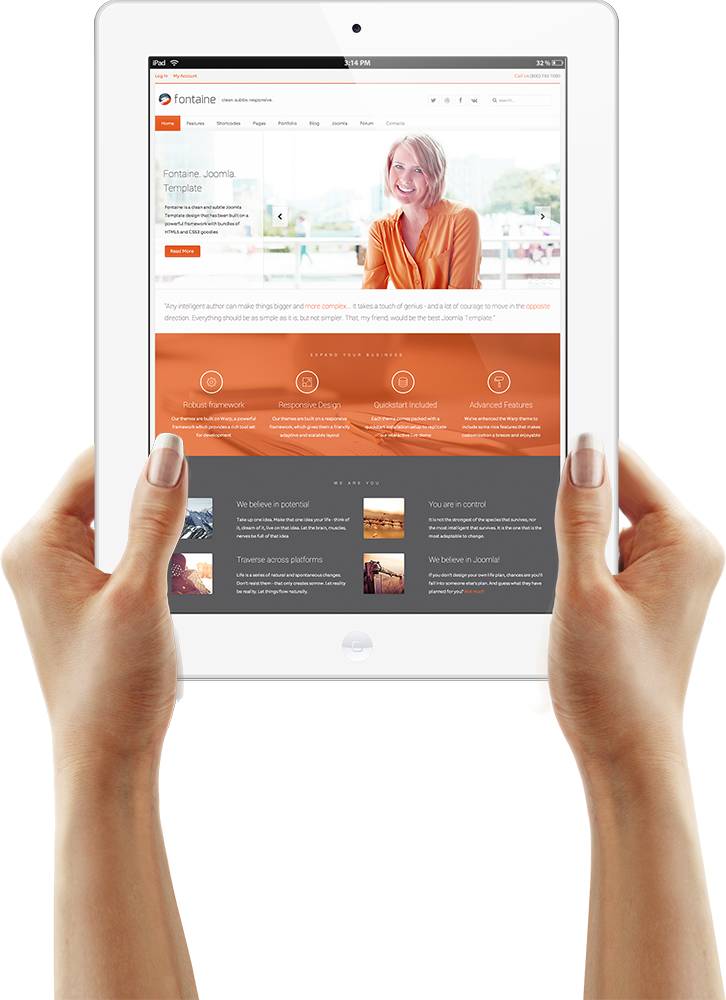 iPad 3:14 PM 32 %
Log In My Account Call Us (800) 756 1000
fontaine clean. subtle. responsive. search...
Home Features Shortcodes Pages Portfolio Blog Joomla Forum Contacts
Fontaine. Joomla.
Template
Fontaine is a clean and subtle Joomla
Template design that has been built on a
powerful framework with bundles of
HTML5 and CSS3 goodies
Read More
"Any intelligent author can make things bigger and more complex... It takes a touch of genius - and a lot of courage to move in the opposite
direction. Everything should be as simple as it is, but not simpler. That, my friend, would be the best Joomla Template."
EXPAND YOUR BUSINESS
Robust framework
Our themes are built on Warp, a powerful
framework which provides a rich tool set
for development
Responsive Design
Our themes are built on a responsive
framework, which gives them a friendly
adaptive and scalable layout
Quickstart Included
Each theme comes packed with a
quickstart installation setup to replicate
our interactive live demo
Advanced Features
We've enhanced the Warp theme to
include some nice features that makes
customization a breeze and enjoyable
WE ARE YOU
We believe in potential
Take up one idea. Make that one idea your life - think of
it, dream of it, live on that idea. Let the brain, muscles,
nerves be full of that idea
You are in control
It is not the strongest of the species that survives, nor
the most intelligent that survives. It is the one that is the
most adaptable to change.
Traverse across platforms
Life is a series of natural and spontaneous changes.
Don't resist them - that only creates sorrow. Let reality
be reality. Let things flow naturally.
We believe in Joomla!
If you don't design your own life plan, chances are you'll
fall into someone else's plan. And guess what they have
planned for you? Not much